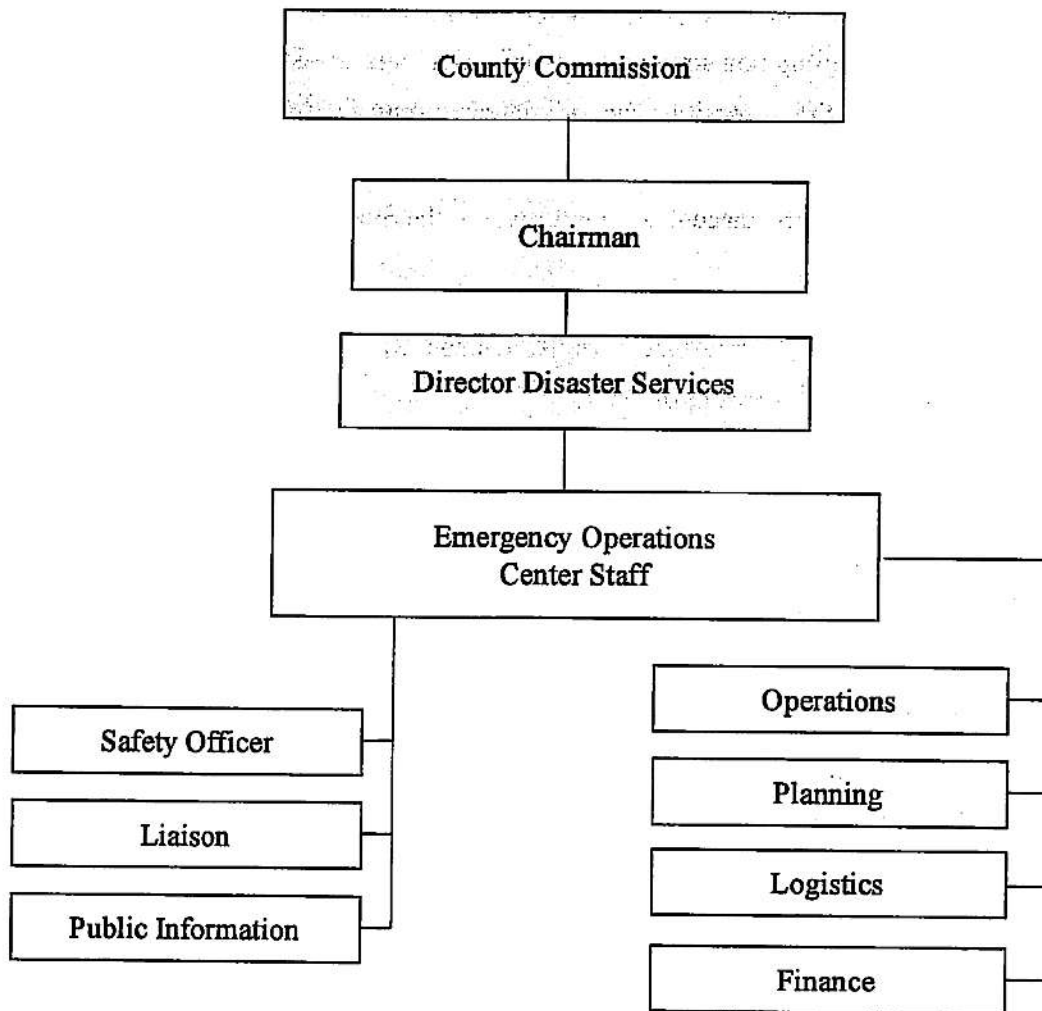 County Commission
Chairman
Director Disaster Services
Emergency Operations
Center Staff
Safety Officer
Liaison
Public Information
Operations
Planning
Logistics
Finance